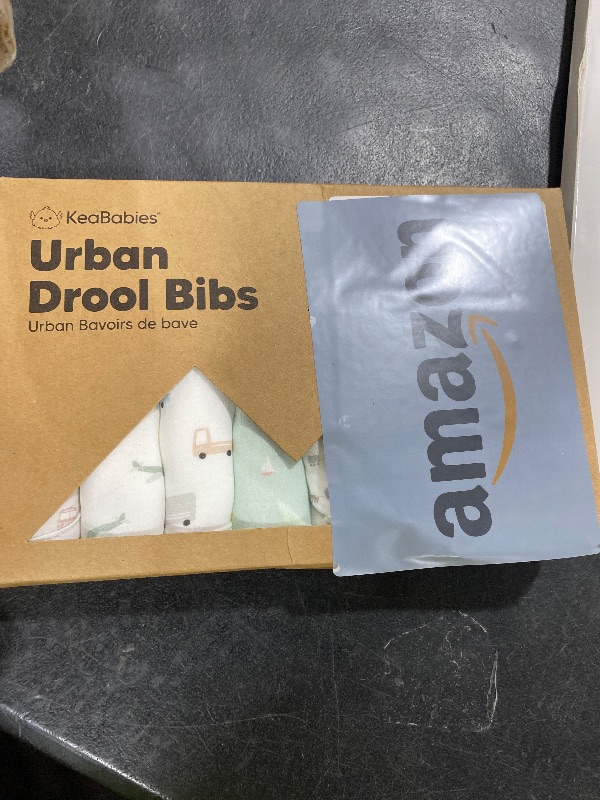 KeaBabies
Urban
Drool Bibs
Urban Bavoirs de bave
amazon